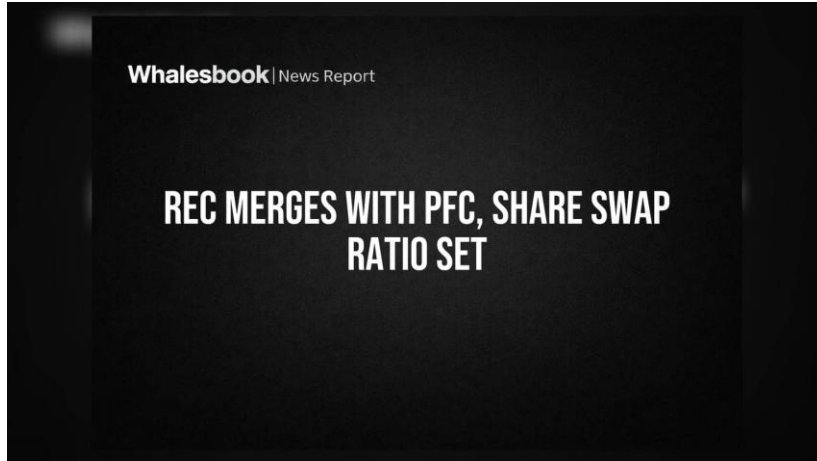 Whalesbook | News Report
REC MERGES WITH PFC, SHARE SWAP
RATIO SET